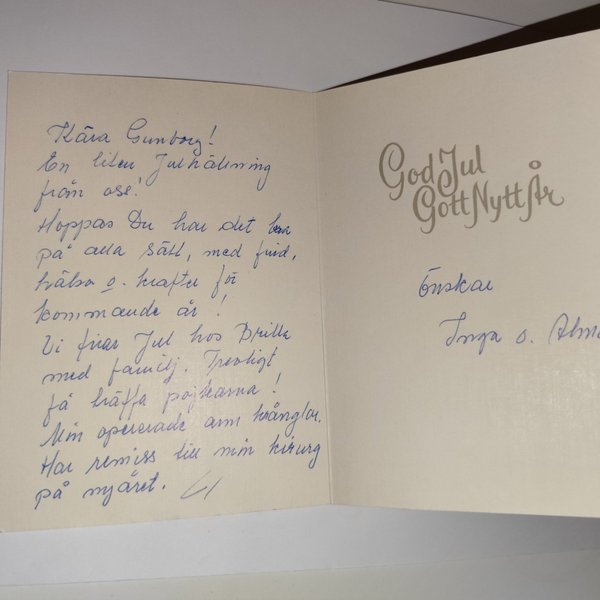 Kära Gunborg!
En liten Julhälsning
från oss!
Hoppas Du har det bra
på alla sätt, med frid,
hälsa o. krafter för
kommande år!
Vi firar Jul hos Britta
med familj. Trevligt
få träffa pojkarna!
Min opererade arm krånglar.
Har remiss till min kirurg
på nyåret.
God Jul
Gott Nytt År
Önskar
Inga o.